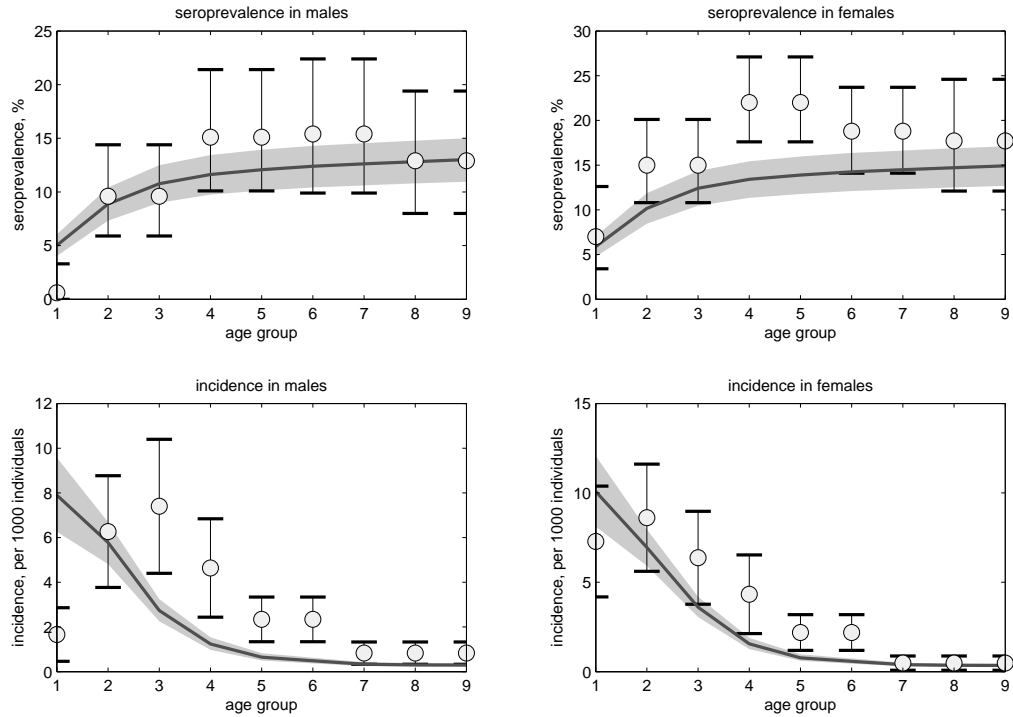 seroprevalence in males
25
20
15
10
5
0
seroprevalence, %
1 2 3 4 5 6 7 8 9
age group
seroprevalence in females
30
25
20
15
10
5
0
seroprevalence, %
1 2 3 4 5 6 7 8 9
age group
incidence in males
12
10
8
6
4
2
0
incidence, per 1000 individuals
1 2 3 4 5 6 7 8 9
age group
incidence in females
15
10
5
0
incidence, per 1000 individuals
1 2 3 4 5 6 7 8 9
age group